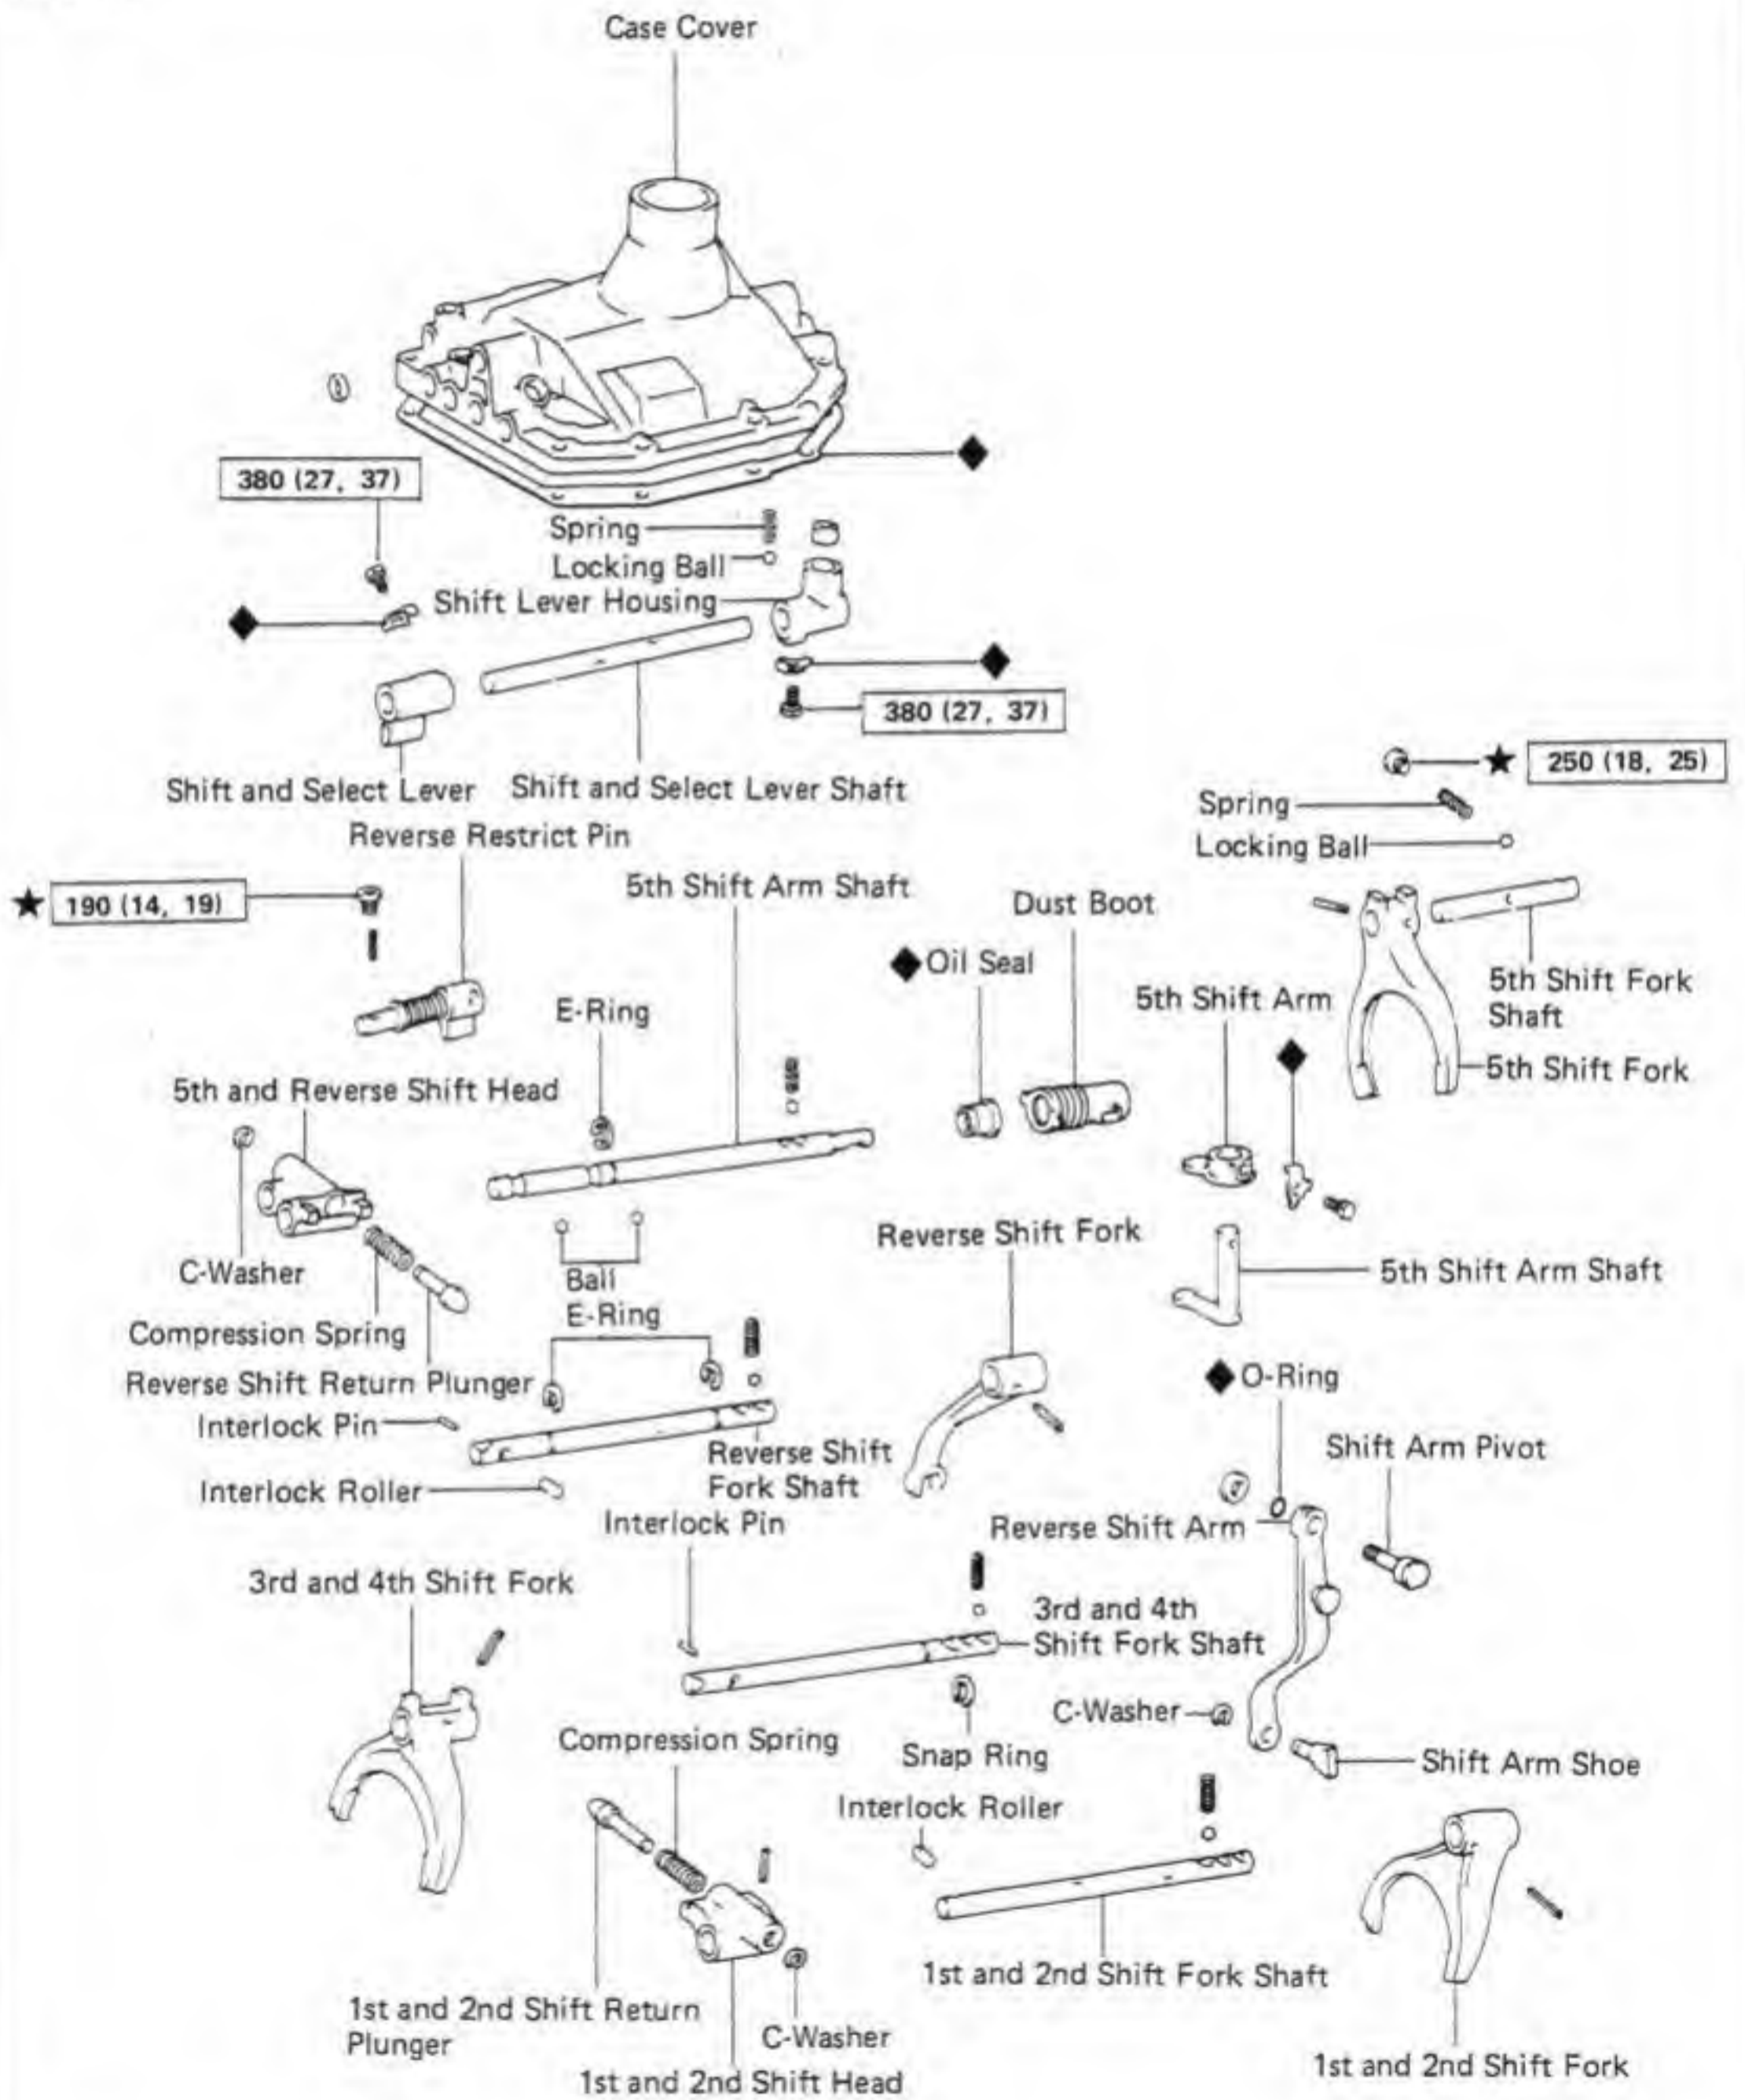 Case Cover
380 (27, 37)
Spring
Locking Ball
Shift Lever Housing
380 (27, 37)
Shift and Select Lever
Shift and Select Lever Shaft
250 (18, 25)
Spring
Locking Ball
Reverse Restrict Pin
190 (14, 19)
5th Shift Arm Shaft
Dust Boot
Oil Seal
5th Shift Arm
5th Shift Fork
Shaft
E-Ring
5th Shift Fork
5th and Reverse Shift Head
Reverse Shift Fork
C-Washer
Ball
5th Shift Arm Shaft
E-Ring
Compression Spring
Reverse Shift Return Plunger
O-Ring
Interlock Pin
Reverse Shift
Fork Shaft
Shift Arm Pivot
Interlock Roller
Interlock Pin
Reverse Shift Arm
3rd and 4th Shift Fork
3rd and 4th
Shift Fork Shaft
C-Washer
Compression Spring
Snap Ring
Shift Arm Shoe
Interlock Roller
1st and 2nd Shift Fork Shaft
1st and 2nd Shift Return
Plunger
C-Washer
1st and 2nd Shift Fork
1st and 2nd Shift Head